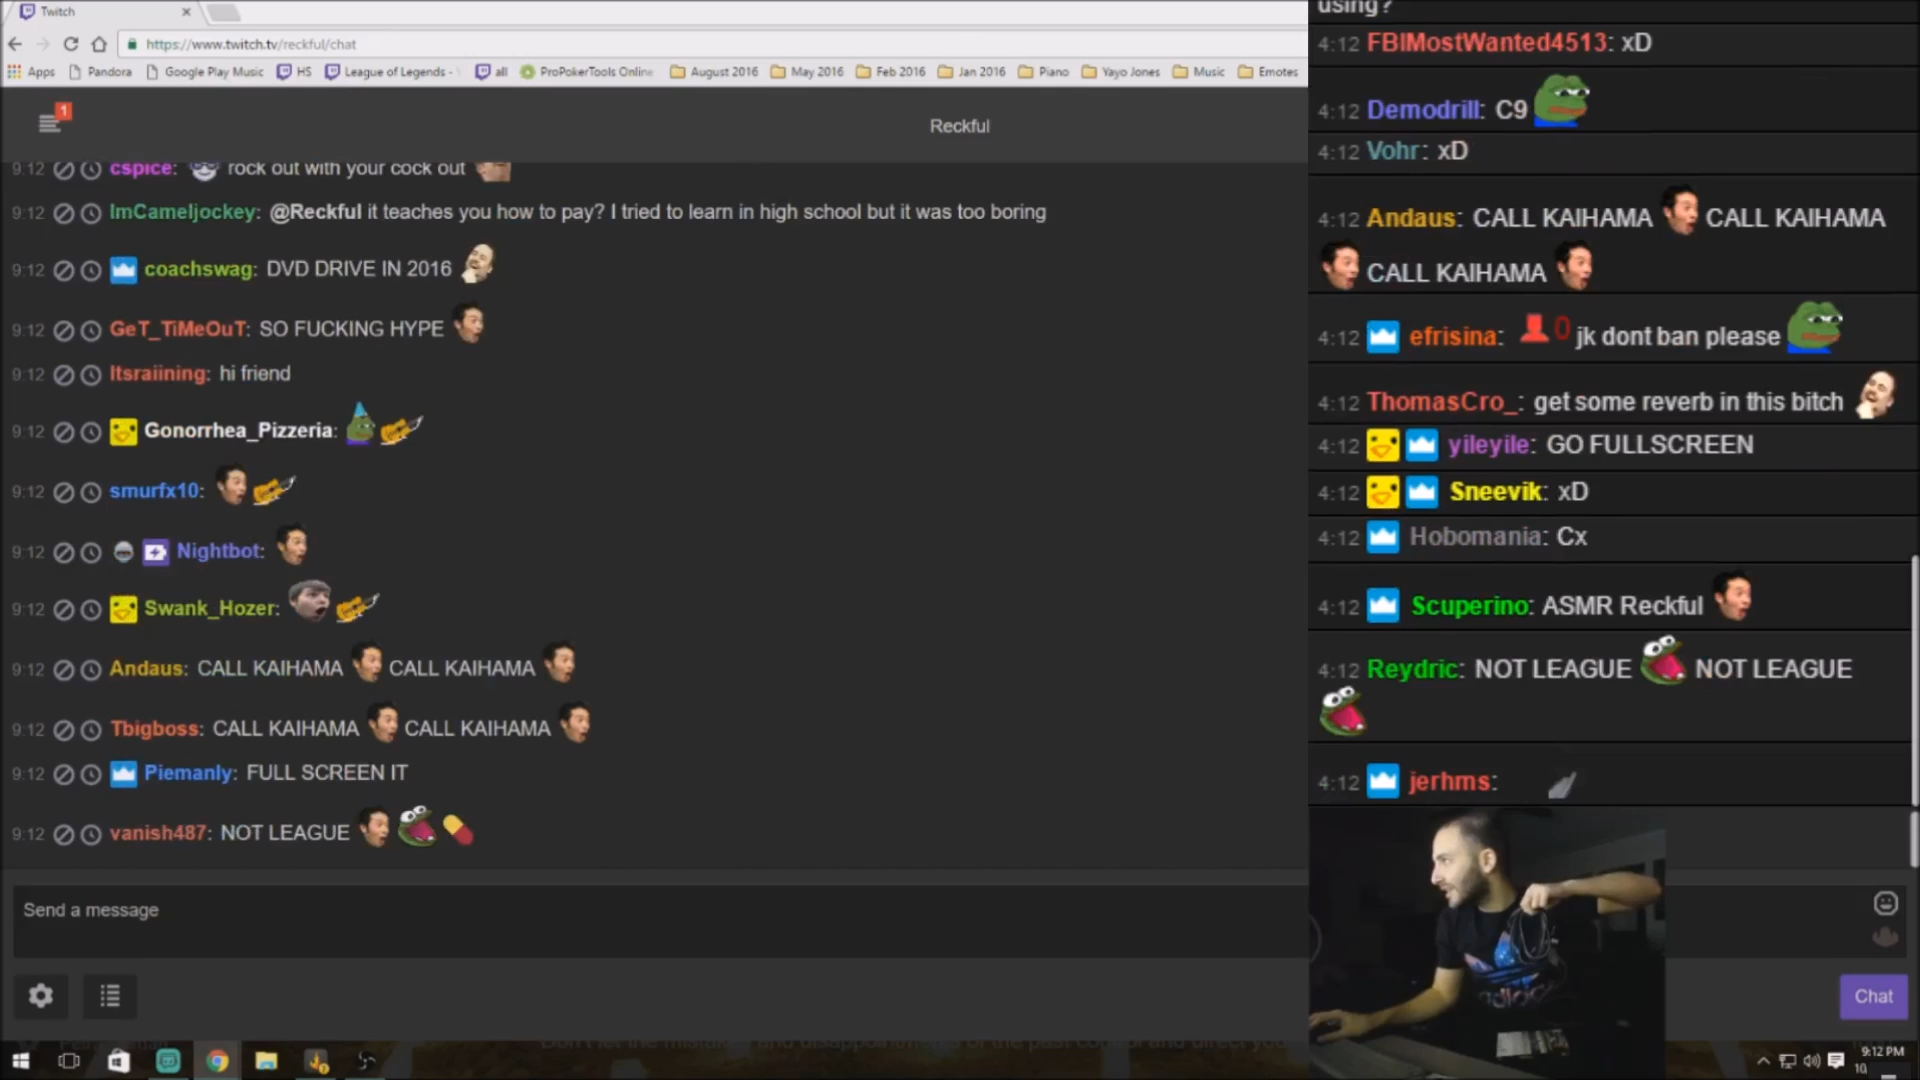 Twitch
https://www.twitch.tv/reckful/chat
Apps Pandora Google Play Music HS League of Legends - all ProPokerTools Online August 2016 May 2016 Feb 2016 Jan 2016 Piano Yayo Jones Music Emotes
1
Reckful
9:12 cspice: rock out with your cock out
9:12 ImCameljockey: @Reckful it teaches you how to pay? I tried to learn in high school but it was too boring
9:12 coachswag: DVD DRIVE IN 2016
9:12 GeT_TiMeOuT: SO FUCKING HYPE
9:12 Itsraiining: hi friend
9:12 Gonorrhea_Pizzeria:
9:12 smurfx10:
9:12 Nightbot:
9:12 Swank_Hozer:
9:12 Andaus: CALL KAIHAMA CALL KAIHAMA
9:12 Tbigboss: CALL KAIHAMA CALL KAIHAMA
9:12 Piemanly: FULL SCREEN IT
9:12 vanish487: NOT LEAGUE
Send a message
using?
4:12 FBIMostWanted4513: xD
4:12 Demodrill: C9
4:12 Vohr: xD
4:12 Andaus: CALL KAIHAMA CALL KAIHAMA
CALL KAIHAMA
4:12 efrisina: 0 jk dont ban please
4:12 ThomasCro_: get some reverb in this bitch
4:12 yileyile: GO FULLSCREEN
4:12 Sneevik: xD
4:12 Hobomania: Cx
4:12 Scuperino: ASMR Reckful
4:12 Reydric: NOT LEAGUE NOT LEAGUE
4:12 jerhms:
adidas
Chat
9:12 PM